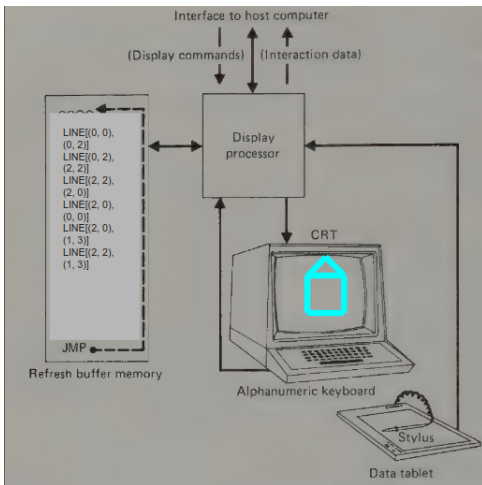 Interface to host computer
(Display commands) (Interaction data)
LINE[(0, 0),
(0, 2)]
LINE[(0, 2),
(2, 2)]
LINE[(2, 2),
(2, 0)]
LINE[(2, 0),
(0, 0)]
LINE[(2, 0),
(1, 3)]
LINE[(2, 2),
(1, 3)]
JMP
Refresh buffer memory
Display
processor
CRT
Alphanumeric keyboard
Stylus
Data tablet